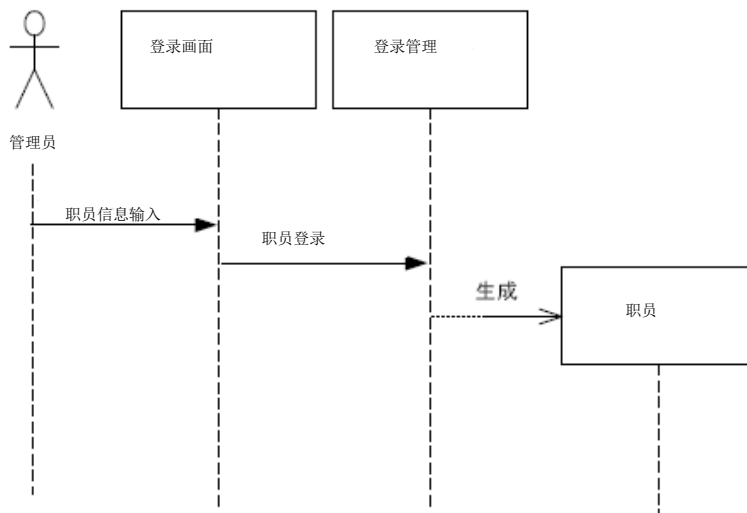 登录画面
登录管理
管理员
职员信息输入
职员登录
生成
职员